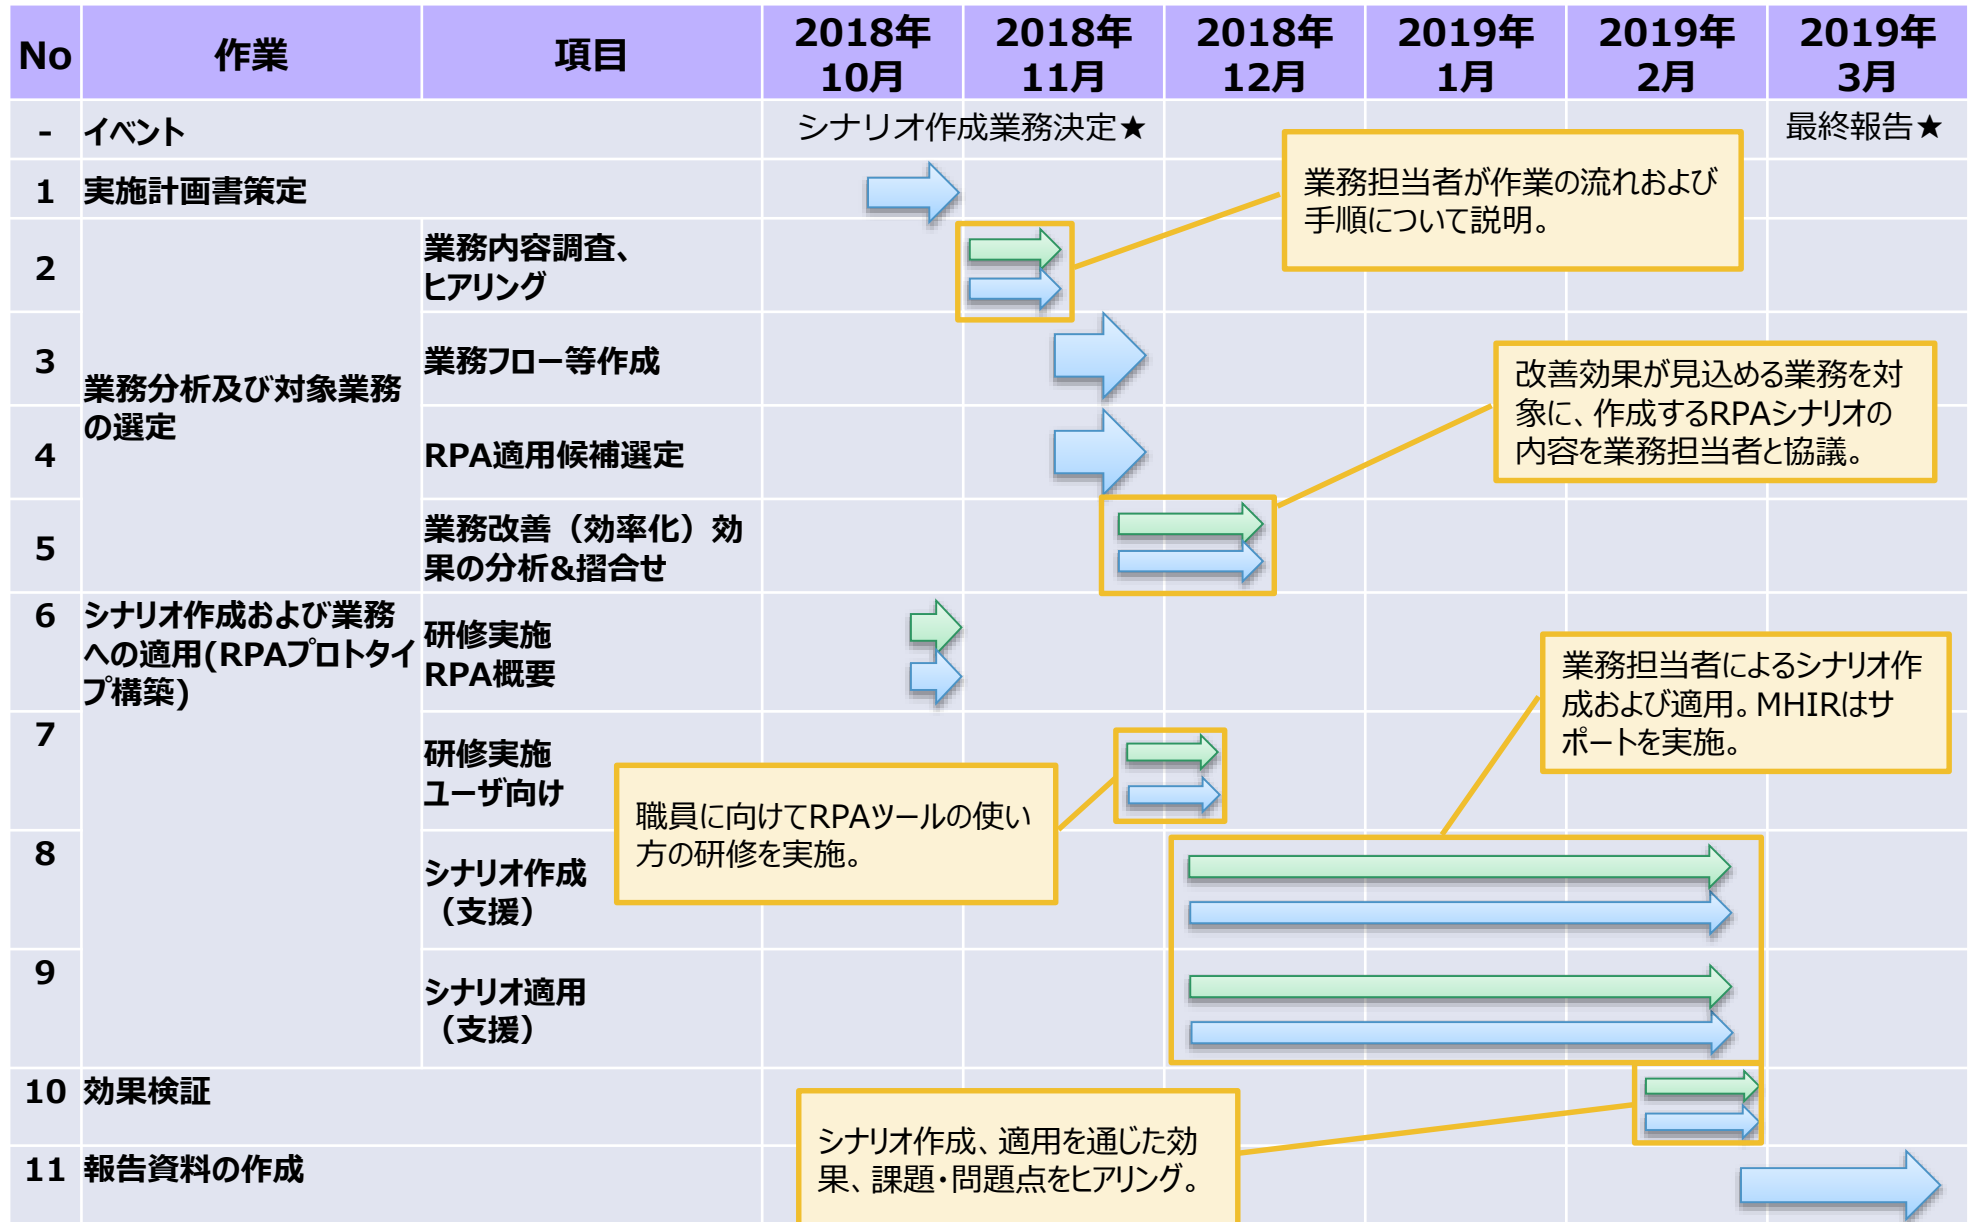 No
作業
項目
2018年
10月
2018年
11月
2018年
12月
2019年
1月
2019年
2月
2019年
3月
-
イベント
シナリオ作成業務決定★
最終報告★
1
実施計画書策定
業務担当者が作業の流れおよび
手順について説明。
業務分析及び対象業務
の選定
2
業務内容調査、
ヒアリング
3
業務フロー等作成
改善効果が見込める業務を対
象に、作成するRPAシナリオの
内容を業務担当者と協議。
4
RPA適用候補選定
5
業務改善（効率化）効
果の分析&摺合せ
6
シナリオ作成および業務
への適用(RPAプロトタイ
プ構築)
研修実施
RPA概要
業務担当者によるシナリオ作
成および適用。MHIRはサ
ポートを実施。
7
研修実施
ユーザ向け
職員に向けてRPAツールの使い
方の研修を実施。
8
シナリオ作成
（支援）
9
シナリオ適用
（支援）
10
効果検証
シナリオ作成、適用を通じた効
果、課題・問題点をヒアリング。
11
報告資料の作成